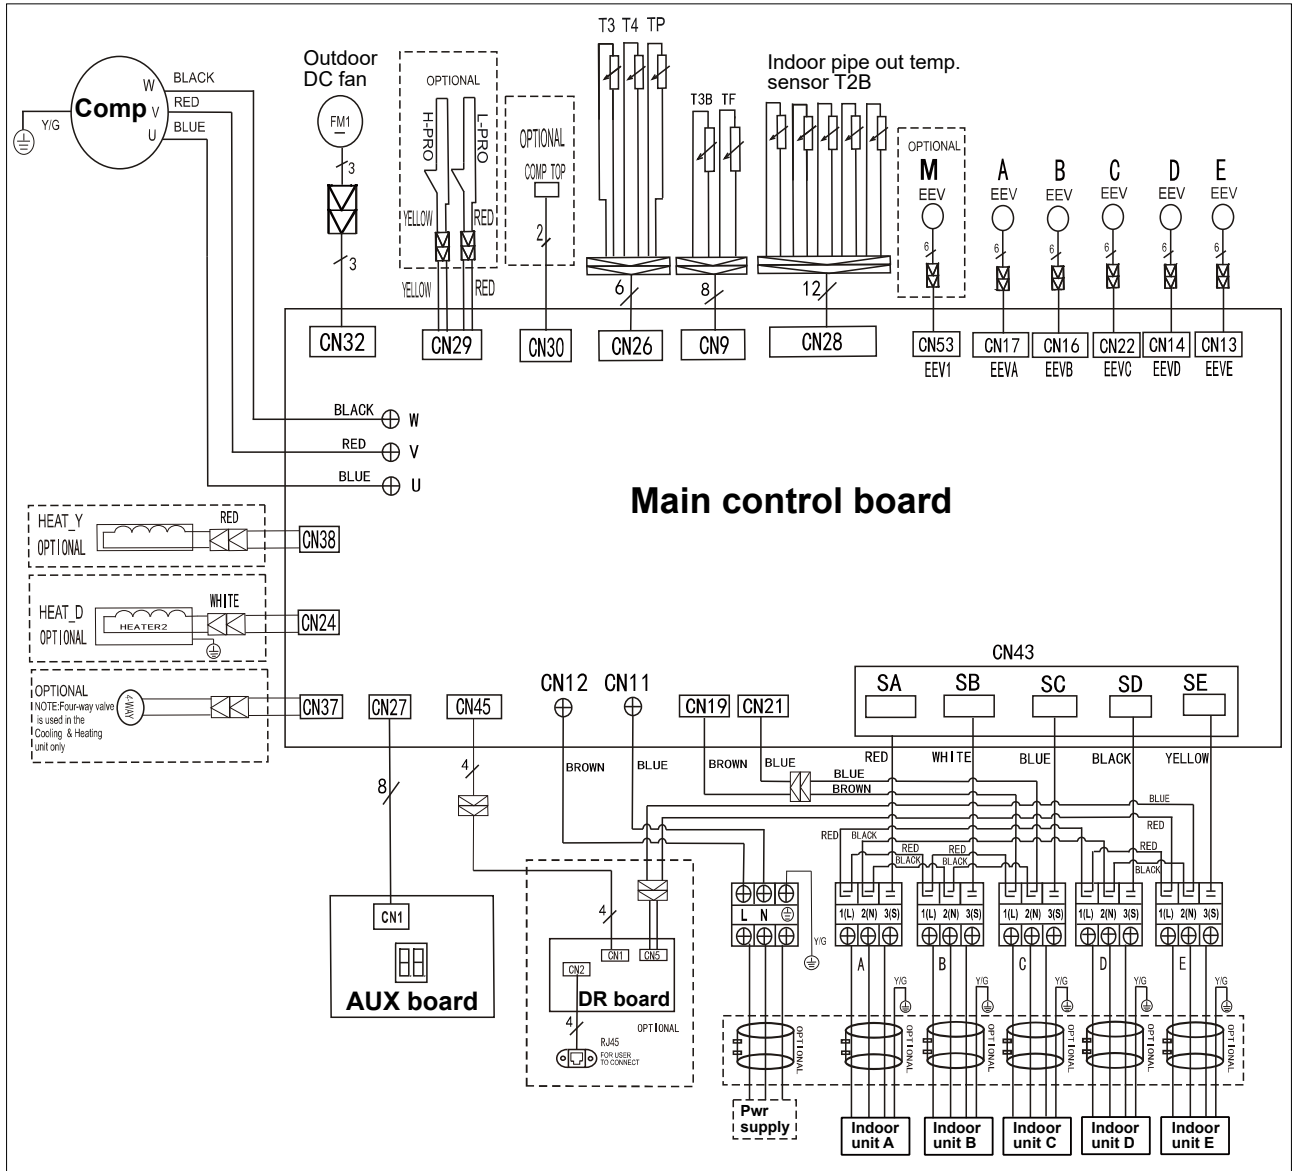 T3 T4 TP
Outdoor
DC fan
Indoor pipe out temp.
sensor T2B
W BLACK
Comp V RED
U BLUE
Y/G
FM1
3
3
OPTIONAL
H-PRO
L-PRO
YELLOW RED
YELLOW RED
OPTIONAL
COMP TOP
2
T3B TF
6
8
12
OPTIONAL
M A B C D E
EEV EEV EEV EEV EEV EEV
6 6 6 6 6 6
CN32 CN29 CN30 CN26 CN9 CN28 CN53 CN17 CN16 CN22 CN14 CN13
EEV1 EEVA EEVB EEVC EEVD EEVE
BLACK W
RED V
BLUE U
Main control board
HEAT_Y
OPTIONAL
RED
CN38
HEAT_D
OPTIONAL
HEATER2
WHITE
CN24
OPTIONAL
NOTE:Four-way valve
is used in the
Cooling & Heating
unit only
4-WAY
CN37
CN27
CN45
CN12 CN11
CN19 CN21
CN43
SA SB SC SD SE
RED WHITE BLUE BLACK YELLOW
BROWN BLUE BROWN BLUE
BLUE
BROWN
8
4
BLUE
RED
RED BLACK
RED RED
BLACK BLACK
RED
BLACK
CN1
AUX board
4
CN1 CN5
CN2
DR board
4
OPTIONAL
RJ45
FOR USER
TO CONNECT
L N
Y/G
1(L) 2(N) 3(S) 1(L) 2(N) 3(S) 1(L) 2(N) 3(S) 1(L) 2(N) 3(S) 1(L) 2(N) 3(S)
A B C D E
Y/G Y/G Y/G Y/G Y/G
OPTIONAL OPTIONAL OPTIONAL OPTIONAL OPTIONAL OPTIONAL
Pwr
supply
Indoor
unit A
Indoor
unit B
Indoor
unit C
Indoor
unit D
Indoor
unit E